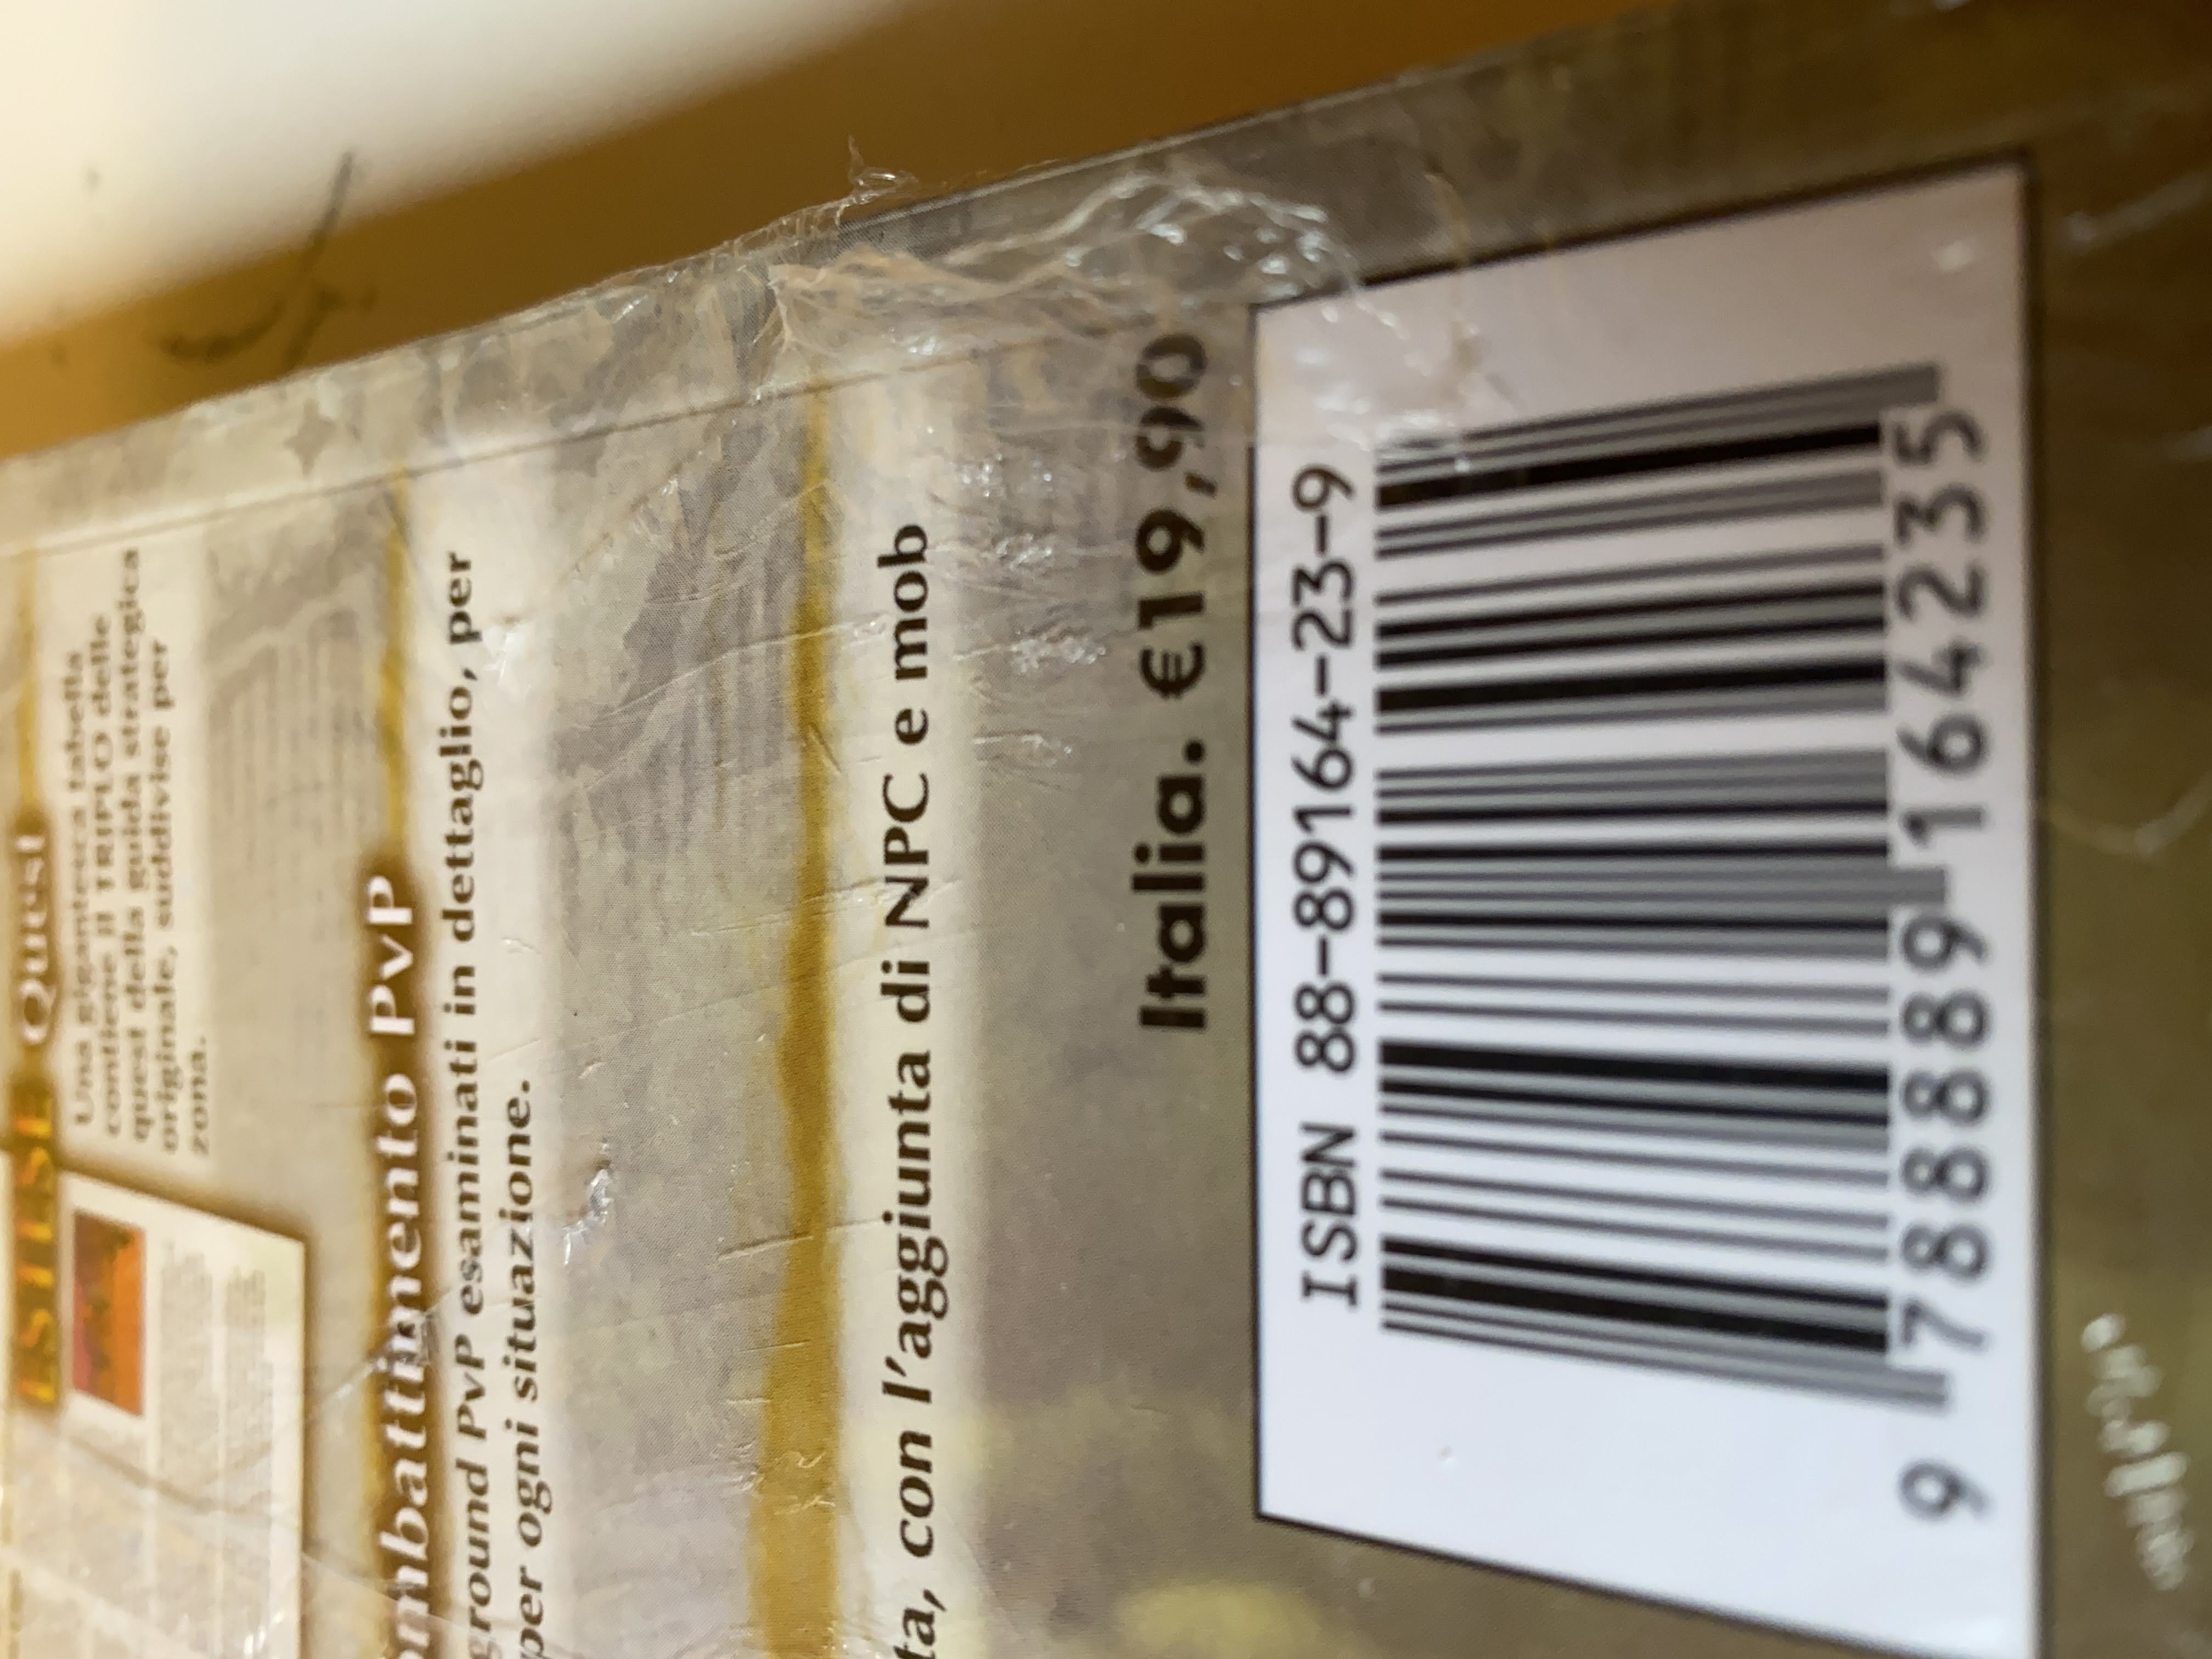 Quest
Una gigantesca tabella
contiene il TRIPLO delle
quest della guida strategica
originale, suddivise per
zona.
ombattimento PvP
ground PvP esaminati in dettaglio, per
per ogni situazione.
ta, con l'aggiunta di NPC e mob
Italia. €19,90
ISBN 88-89164-23-9
9 788889 164235